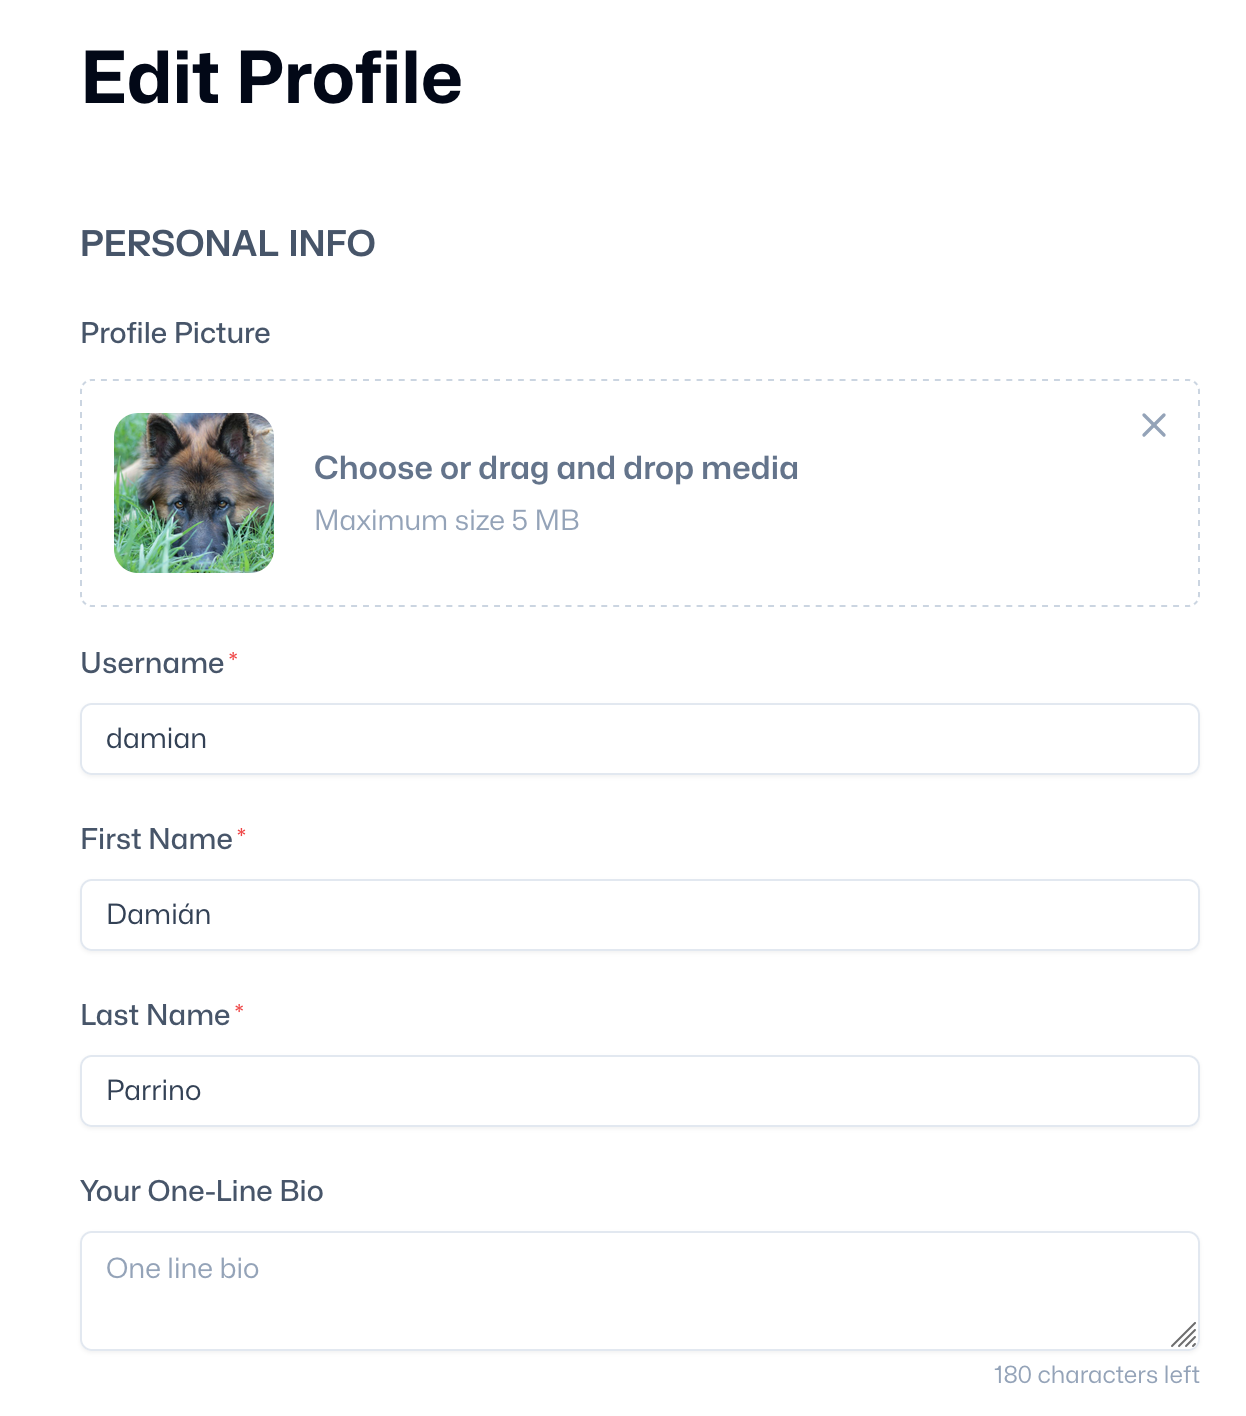 Edit Profile
PERSONAL INFO
Profile Picture
Choose or drag and drop media
Maximum size 5 MB
Username*
damian
First Name*
Damián
Last Name*
Parrino
Your One-Line Bio
One line bio
180 characters left